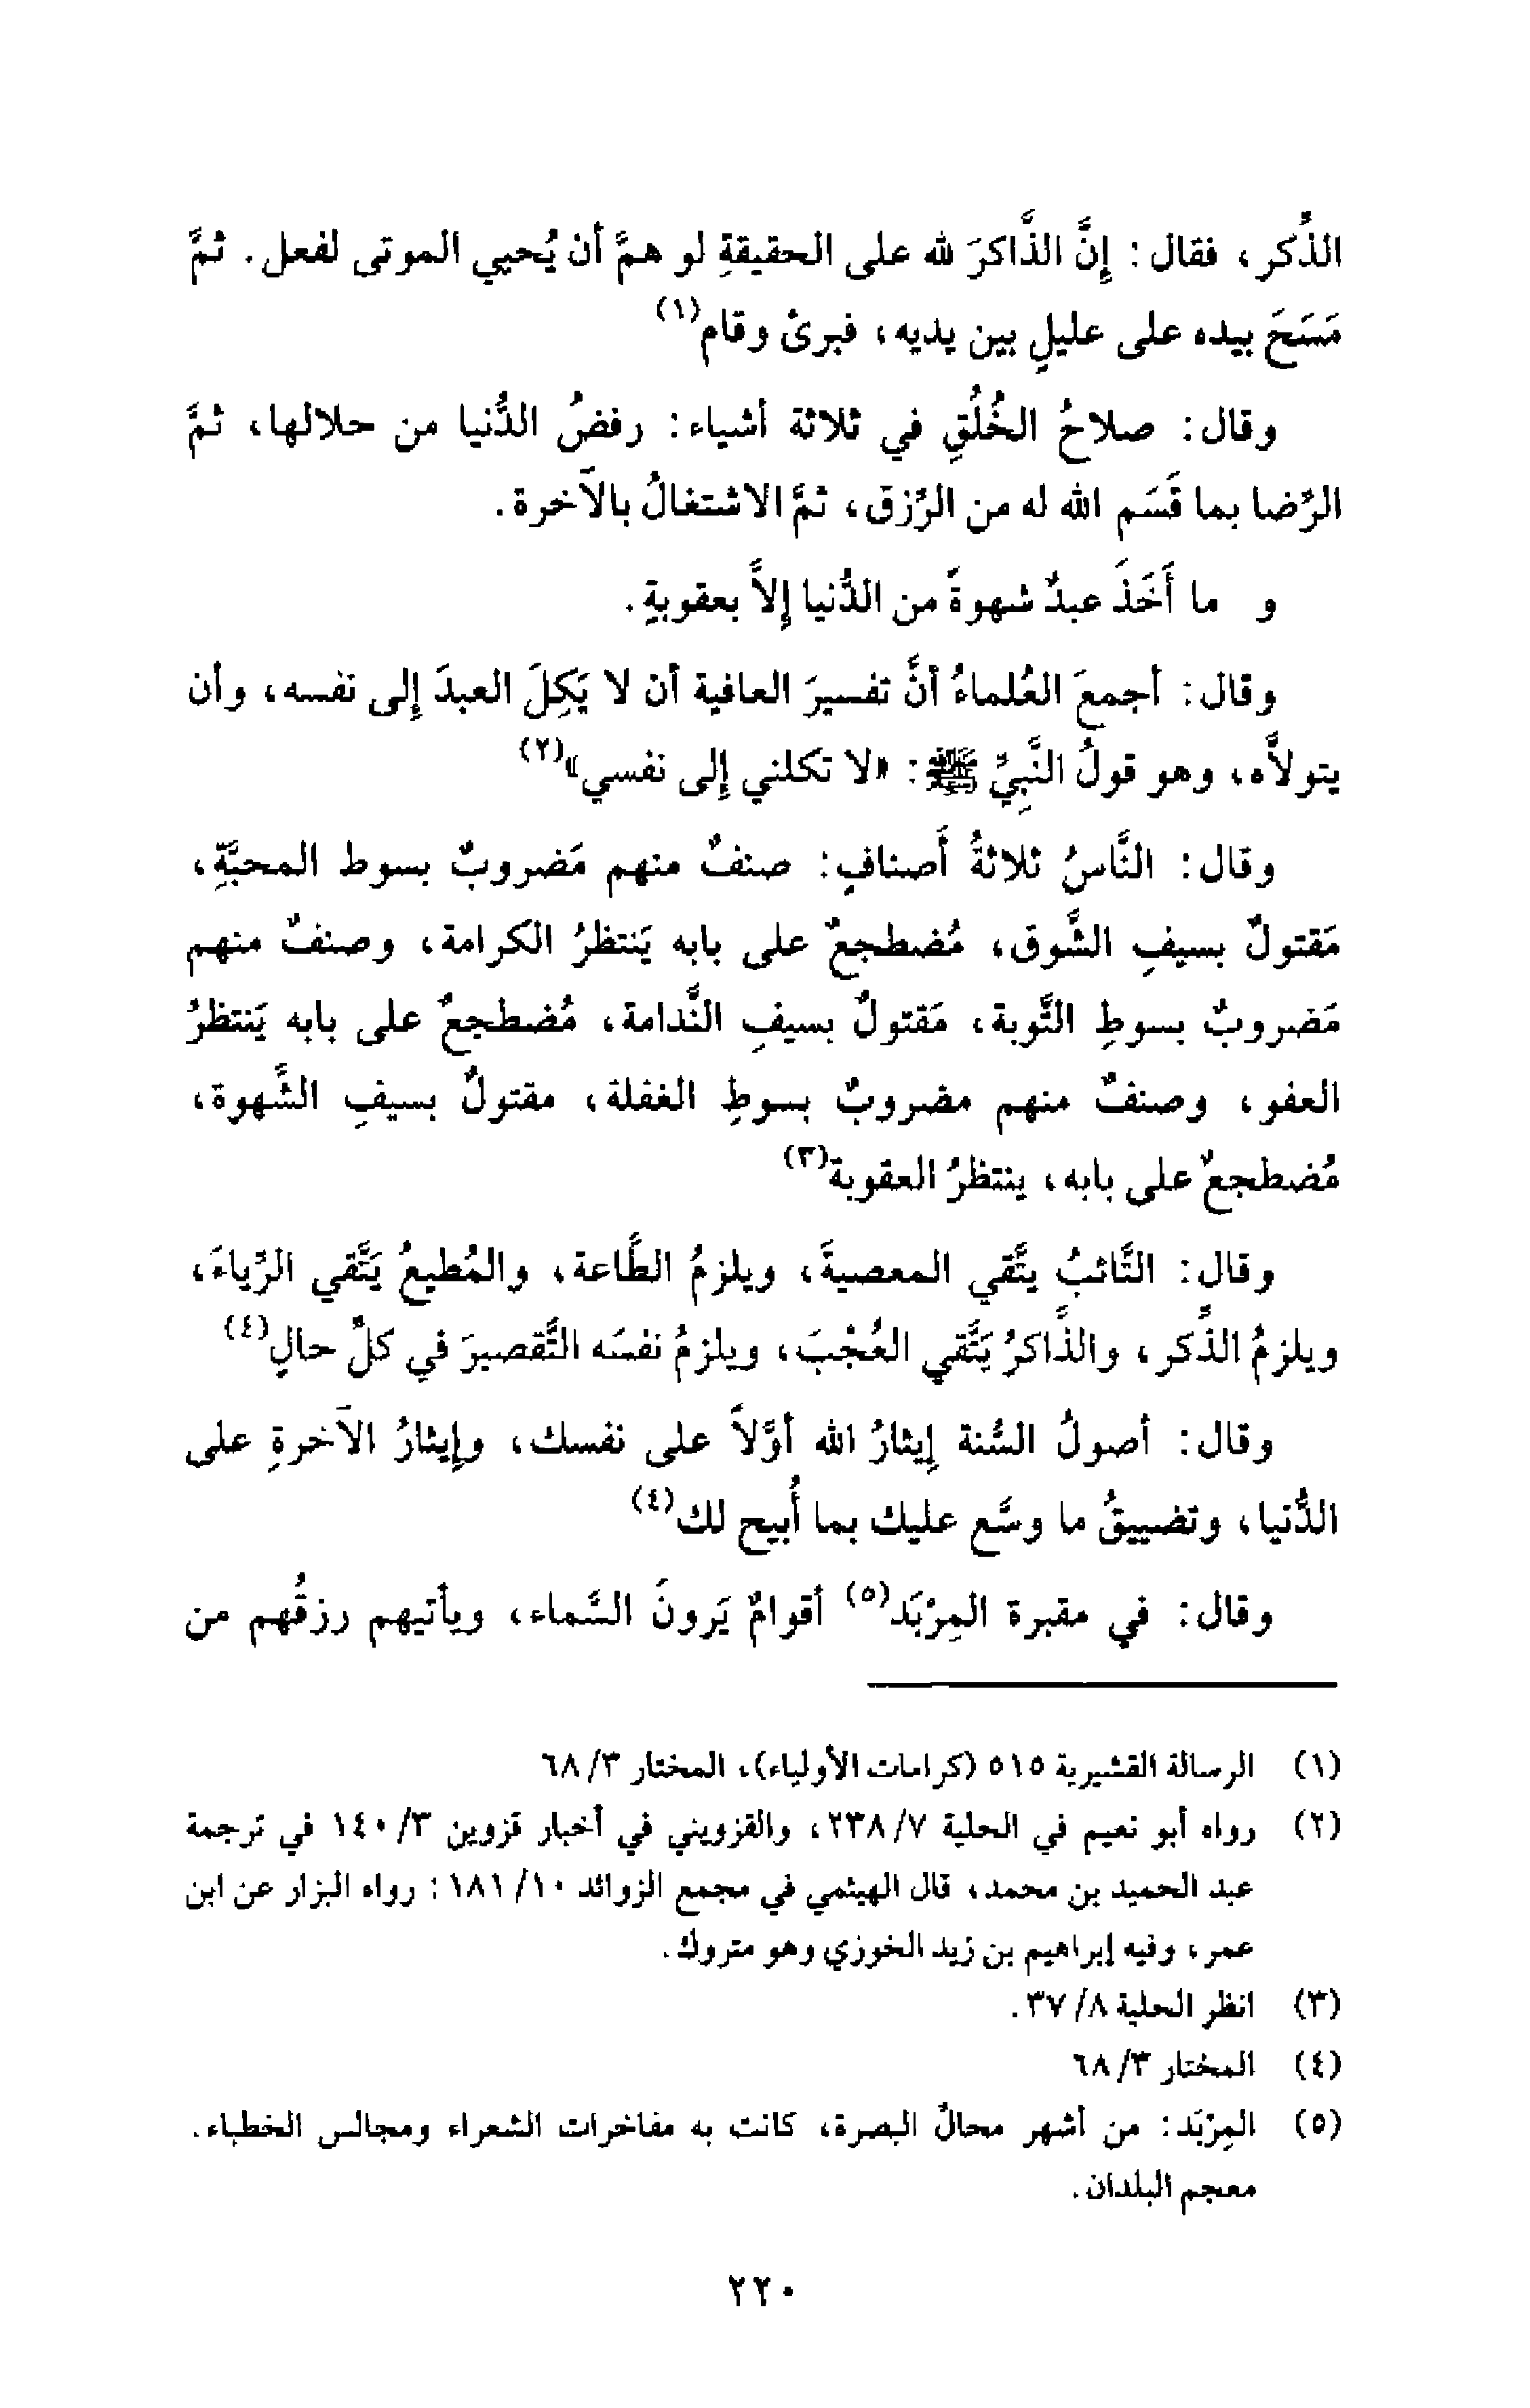 الذِّكر، فقال: إنَّ الذَّاكرَ لله على الحقيقةِ لو همَّ أن يُحيي الموتى لفعل. ثمَّ
مَسَحَ بيده على عليلٍ بين يديه، فبرئ وقام(١)
وقال: صلاحُ الخُلُقِ في ثلاثة أشياء: رفضُ الدُّنيا من حلالها، ثمَّ
الرِّضا بما قَسَم الله له من الرِّزق، ثمَّ الاشتغالُ بالآخرة.
و ما أَخَذَ عبدٌ شهوةً من الدُّنيا إلاَّ بعقوبةٍ.
وقال: أجمعَ العُلماءُ أنَّ تفسيرَ العافية أن لا يَكِلَ العبدَ إلى نفسه، وأن
يتولاَّه، وهو قولُ النَّبيِّ ﷺ: «لا تكلني إلى نفسي»(٢)
وقال: النَّاسُ ثلاثةُ أَصنافٍ: صنفٌ منهم مَضروبٌ بسوط المحبَّةِ،
مَقتولٌ بسيفِ الشَّوق، مُضطجعٌ على بابه يَنتظرُ الكرامة، وصنفٌ منهم
مَضروبٌ بسوطِ التَّوبة، مَقتولٌ بسيفِ النَّدامة، مُضطجعٌ على بابه يَنتظرُ
العفو، وصنفٌ منهم مضروبٌ بسوطِ الغفلة، مقتولٌ بسيفِ الشَّهوة،
مُضطجعٌ على بابه، ينتظرُ العقوبة(٣)
وقال: التَّائبُ يتَّقي المعصيةَ، ويلزمُ الطَّاعة، والمُطيعُ يَتَّقي الرِّياءَ،
ويلزمُ الذِّكر، والذَّاكرُ يَتَّقي العُجْبَ، ويلزمُ نفسَه التَّقصيرَ في كلِّ حالٍ(٤)
وقال: أصولُ السُّنة إيثارُ الله أوَّلاً على نفسك، وإيثارُ الآخرةِ على
الدُّنيا، وتضييقُ ما وسَّع عليك بما أُبيح لك(٤)
وقال: في مقبرة المِرْبَد(٥) أقوامٌ يَرونَ السَّماء، ويأتيهم رزقُهم من
(١) الرسالة القشيرية ٥١٥ (كرامات الأولياء)، المختار ٣/ ٦٨
(٢) رواه أبو نعيم في الحلية ٧/ ٢٣٨، والقزويني في أخبار قزوين ٣/ ١٤٠ في ترجمة
عبد الحميد بن محمد، قال الهيثمي في مجمع الزوائد ١٠/ ١٨١: رواه البزار عن ابن
عمر، وفيه إبراهيم بن زيد الخوزي وهو متروك.
(٣) انظر الحلية ٨/ ٣٧.
(٤) المختار ٣/ ٦٨
(٥) المِرْبَد: من أشهر محالِّ البصرة، كانت به مفاخرات الشعراء ومجالس الخطباء.
معجم البلدان.
٢٢٠